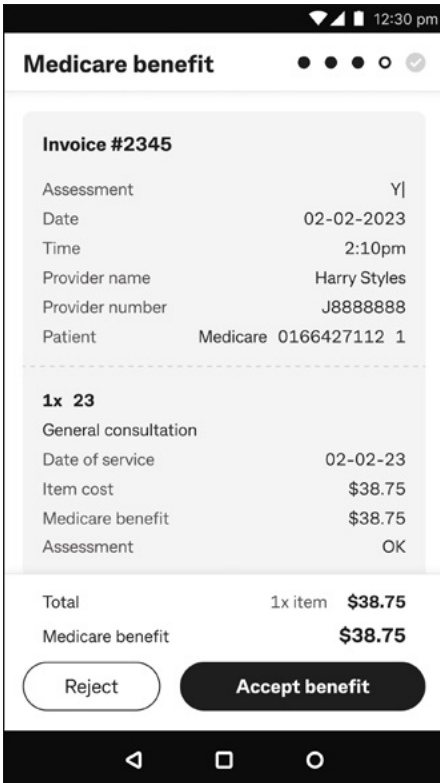 12:30 pm
Medicare benefit
Invoice #2345
Assessment Y|
Date 02-02-2023
Time 2:10pm
Provider name Harry Styles
Provider number J8888888
Patient Medicare 0166427112 1
1x 23
General consultation
Date of service 02-02-23
Item cost $38.75
Medicare benefit $38.75
Assessment OK
Total 1x item $38.75
Medicare benefit $38.75
Reject Accept benefit